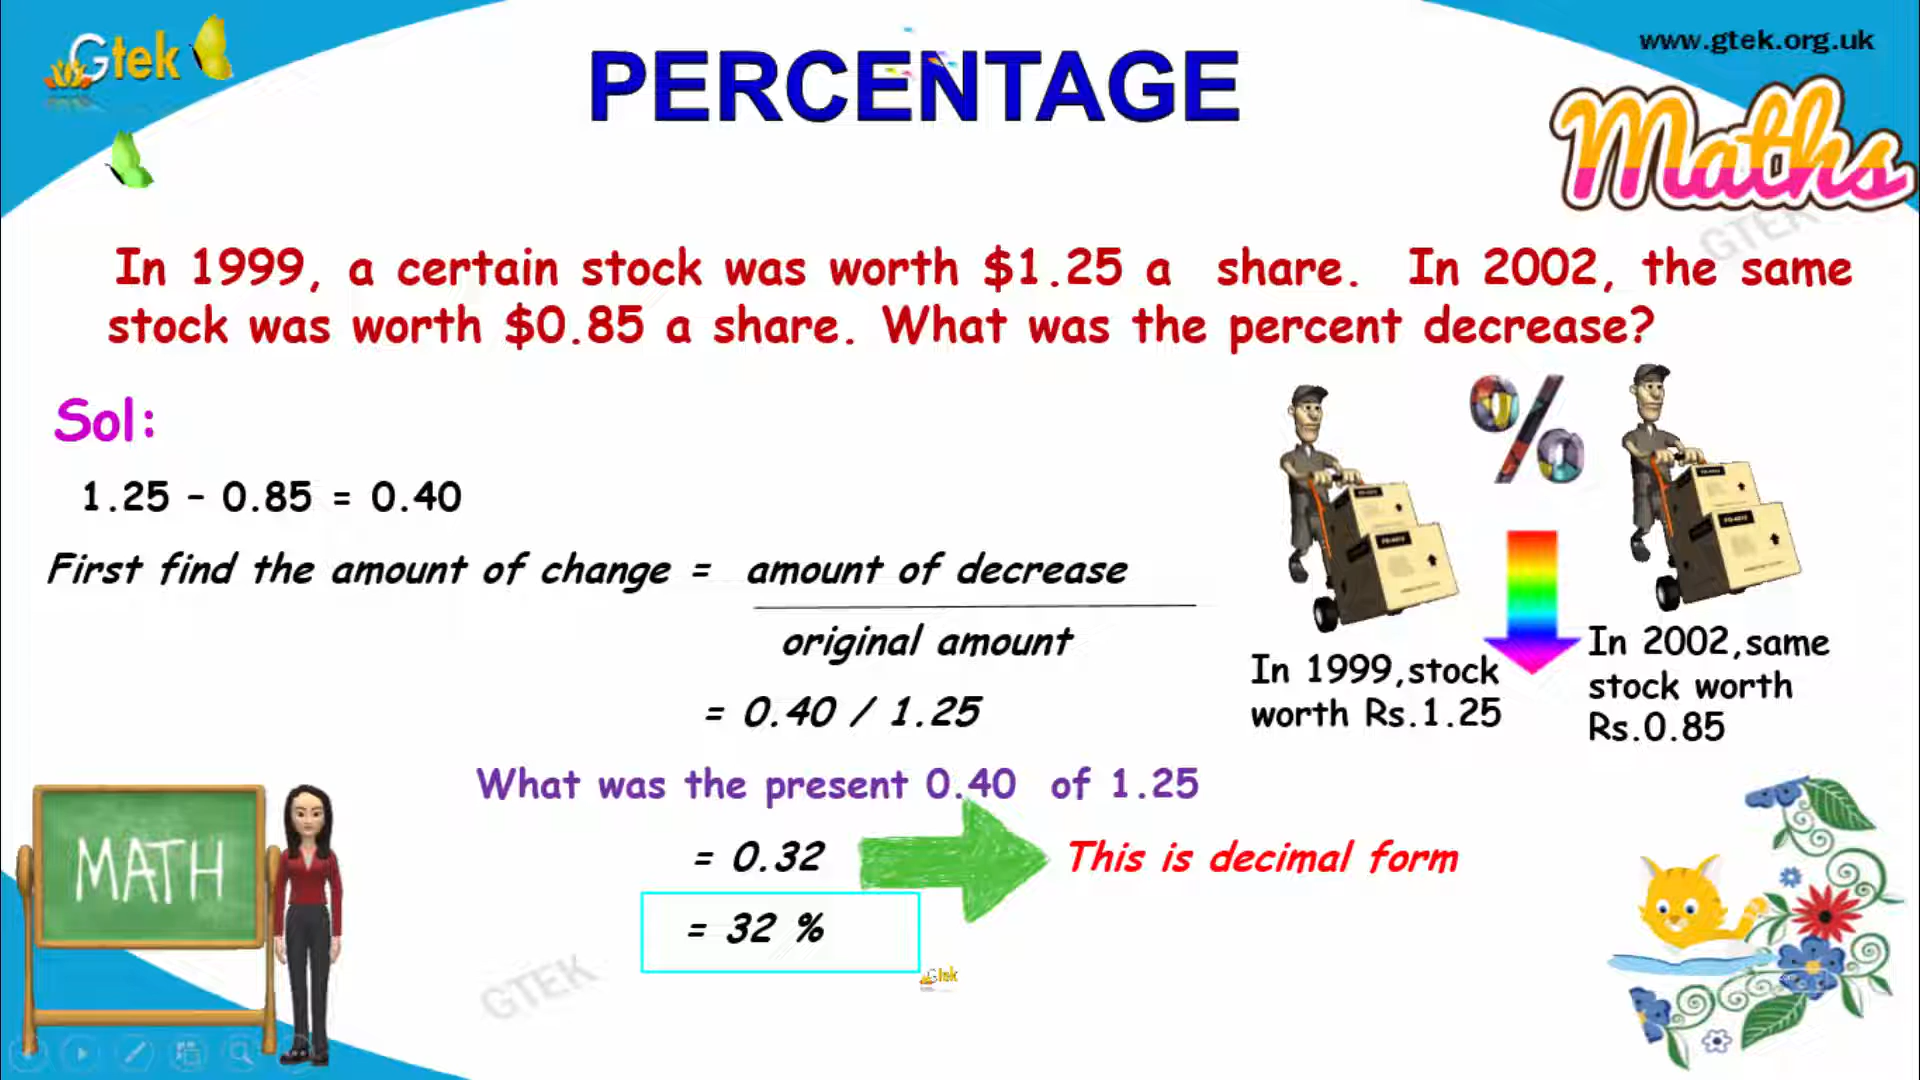 Gtek
www.gtek.org.uk
PERCENTAGE
Maths
GTEK
In 1999, a certain stock was worth $1.25 a share. In 2002, the same
stock was worth $0.85 a share. What was the percent decrease?
Sol:
1.25 - 0.85 = 0.40
First find the amount of change = amount of decrease
original amount
= 0.40 / 1.25
In 1999,stock
worth Rs.1.25
In 2002,same
stock worth
Rs.0.85
What was the present 0.40 of 1.25
= 0.32
This is decimal form
= 32 %
MATH
GTEK
Gtek